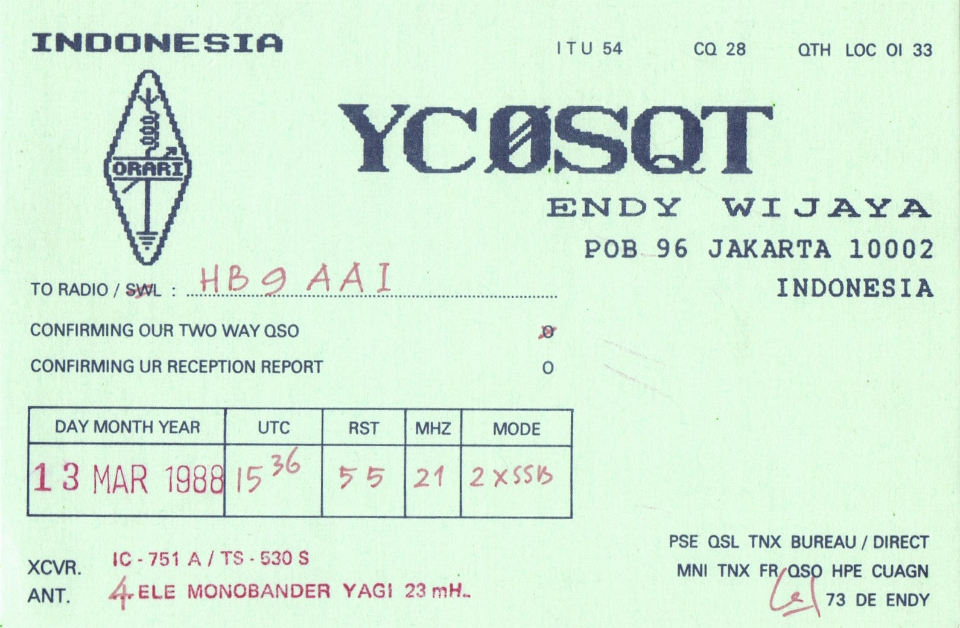 INDONESIA
ITU 54 CQ 28 QTH LOC OI 33
YCØSQT
ORARI
ENDY WIJAYA
POB 96 JAKARTA 10002
INDONESIA
TO RADIO / SWL : HB9AAI
CONFIRMING OUR TWO WAY QSO O
CONFIRMING UR RECEPTION REPORT O
DAY MONTH YEAR UTC RST MHZ MODE
13 MAR 1988 1536 55 21 2XSSB
XCVR. IC-751 A / TS-530 S
ANT. 4 ELE MONOBANDER YAGI 23 mH..
PSE QSL TNX BUREAU / DIRECT
MNI TNX FR QSO HPE CUAGN
73 DE ENDY